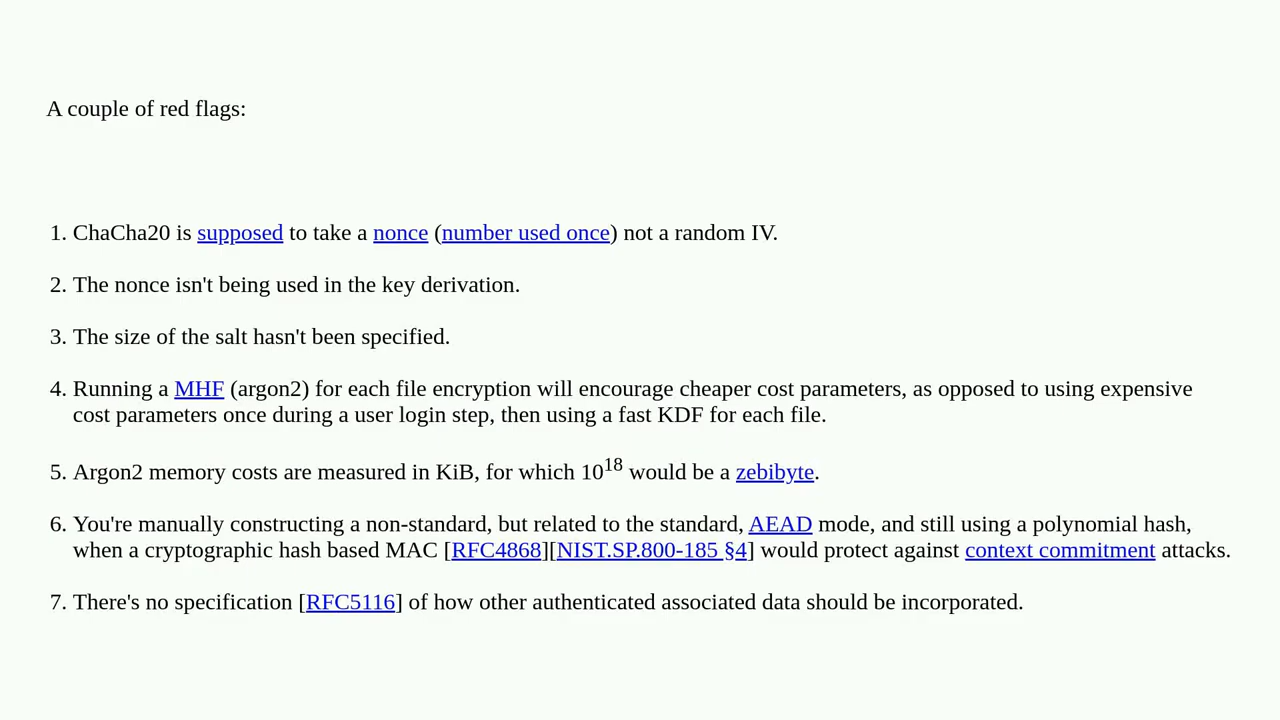 A couple of red flags:
1. ChaCha20 is supposed to take a nonce (number used once) not a random IV.
2. The nonce isn't being used in the key derivation.
3. The size of the salt hasn't been specified.
4. Running a MHF (argon2) for each file encryption will encourage cheaper cost parameters, as opposed to using expensive
cost parameters once during a user login step, then using a fast KDF for each file.
5. Argon2 memory costs are measured in KiB, for which 10^18 would be a zebibyte.
6. You're manually constructing a non-standard, but related to the standard, AEAD mode, and still using a polynomial hash,
when a cryptographic hash based MAC [RFC4868][NIST.SP.800-185 §4] would protect against context commitment attacks.
7. There's no specification [RFC5116] of how other authenticated associated data should be incorporated.